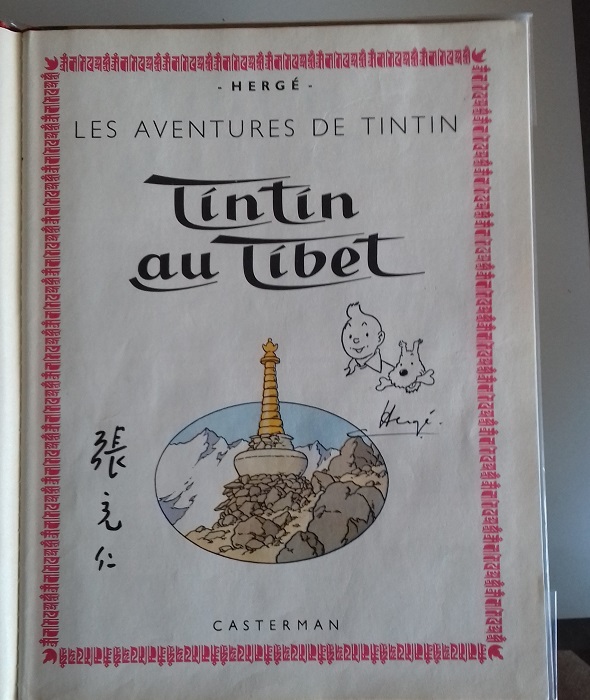 - HERGÉ -
LES AVENTURES DE TINTIN
Tintin
au Tibet
Hergé.
張
充
仁
CASTERMAN